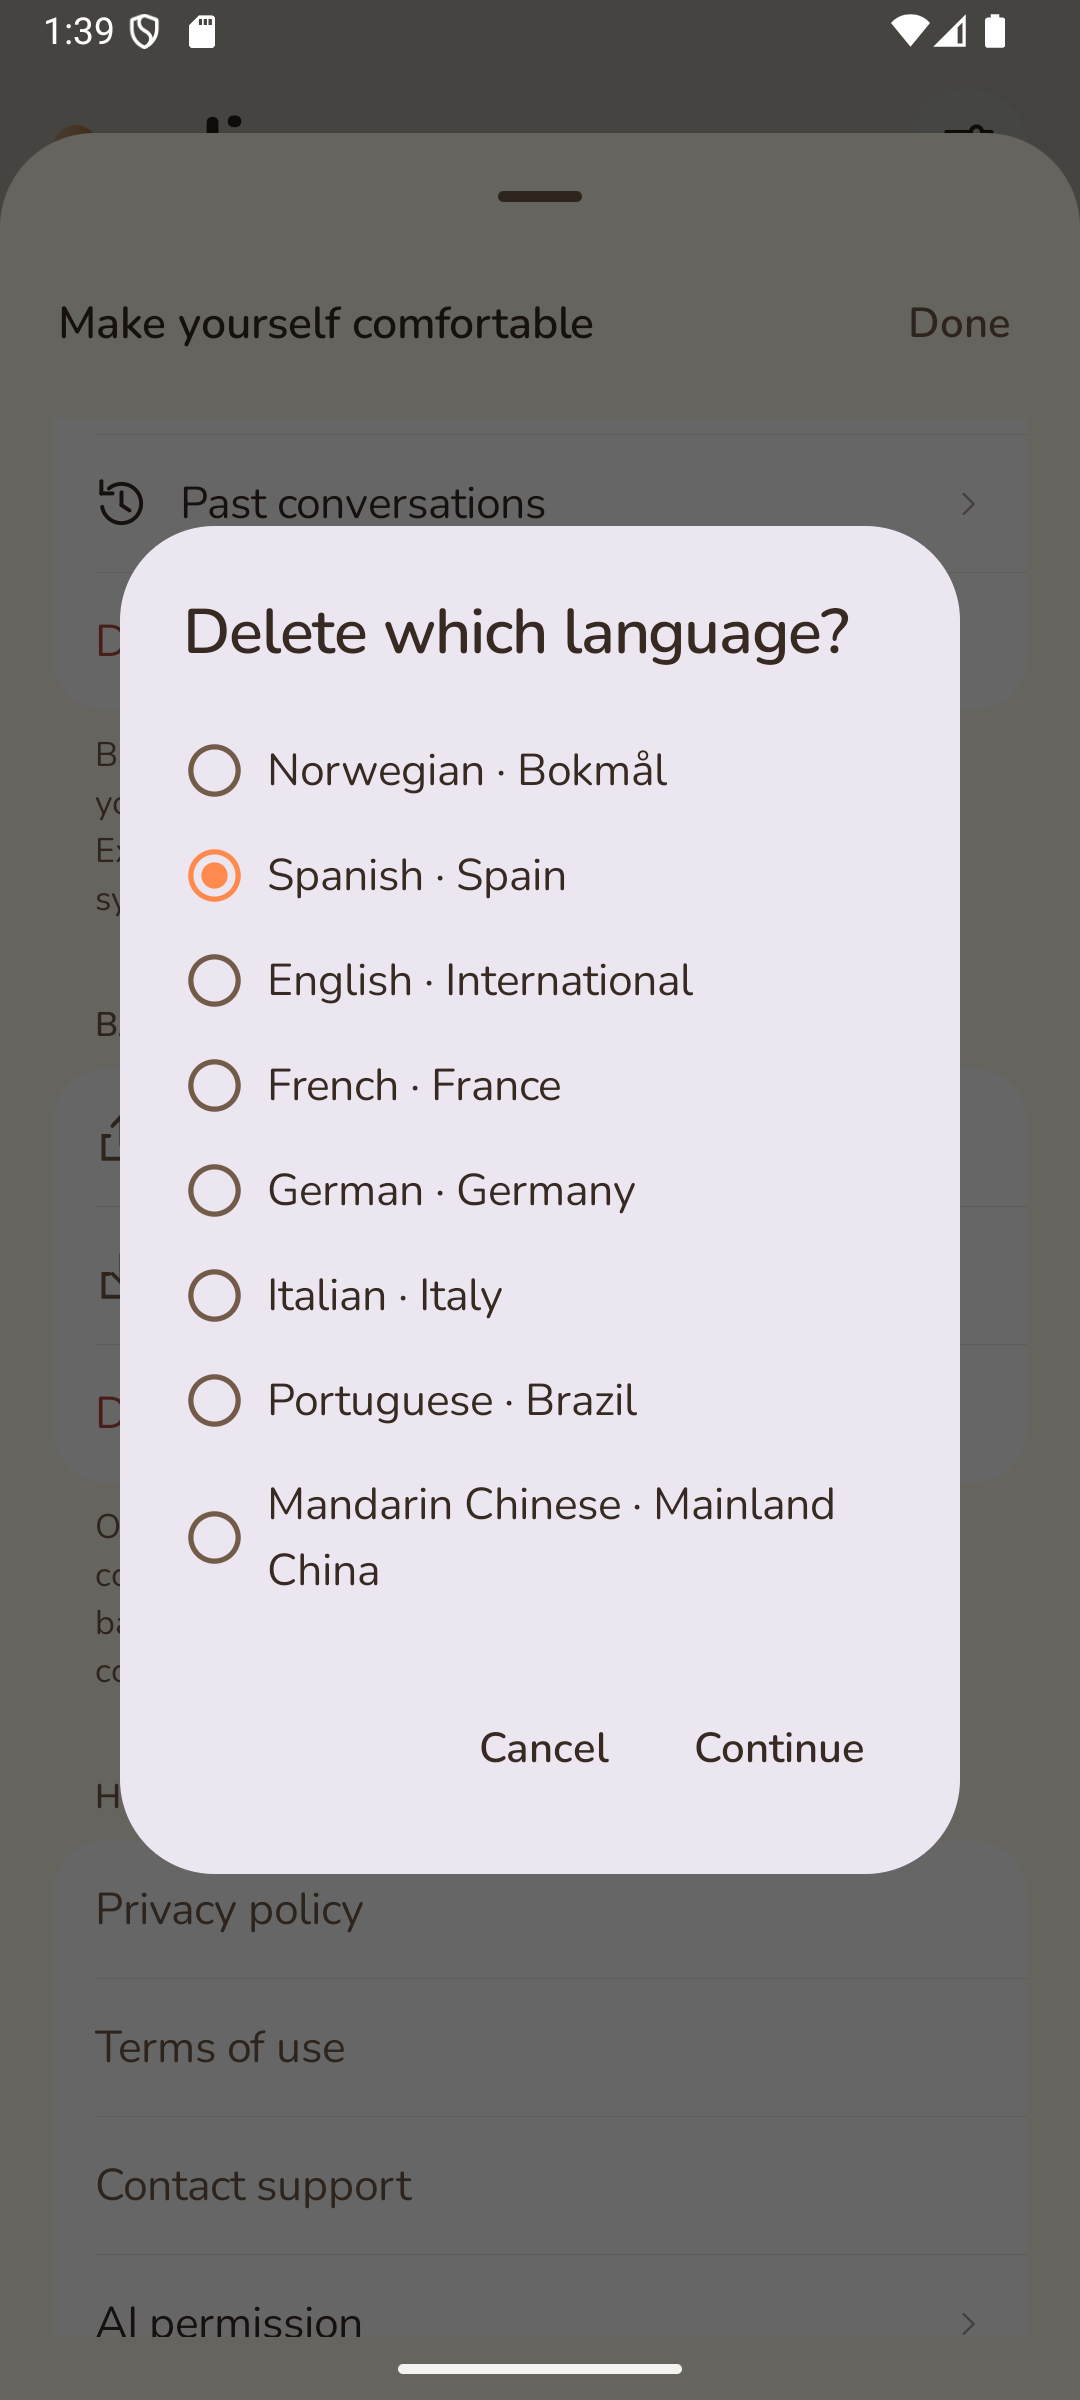 1:39
Make yourself comfortable
Done
Past conversations
Delete which language?
Norwegian · Bokmål
Spanish · Spain
English · International
French · France
German · Germany
Italian · Italy
Portuguese · Brazil
Mandarin Chinese · Mainland
China
Cancel
Continue
Privacy policy
Terms of use
Contact support
AI permission